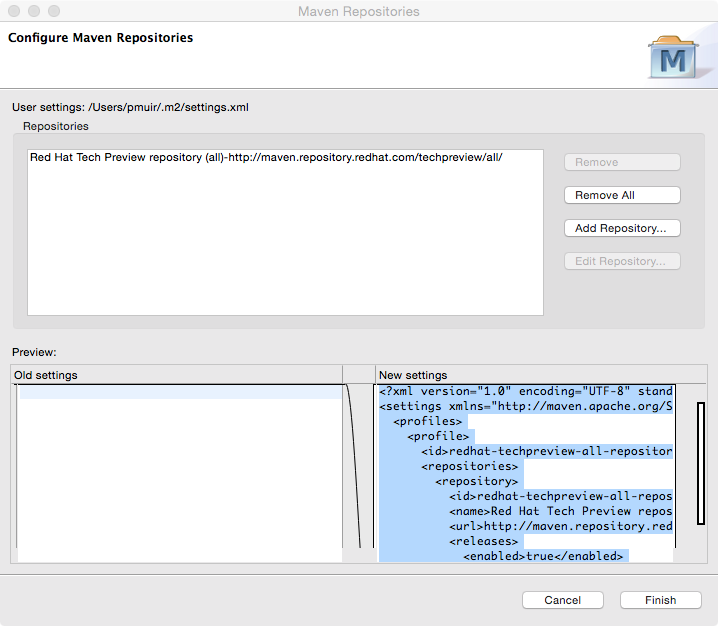 Maven Repositories
Configure Maven Repositories
M
User settings: /Users/pmuir/.m2/settings.xml
Repositories
Red Hat Tech Preview repository (all)-http://maven.repository.redhat.com/techpreview/all/
Remove
Remove All
Add Repository...
Edit Repository...
Preview:
Old settings
New settings
<?xml version="1.0" encoding="UTF-8" stand
<settings xmlns="http://maven.apache.org/S
<profiles>
<profile>
<id>redhat-techpreview-all-repositor
<repositories>
<repository>
<id>redhat-techpreview-all-repos
<name>Red Hat Tech Preview repos
<url>http://maven.repository.red
<releases>
<enabled>true</enabled>
Cancel
Finish